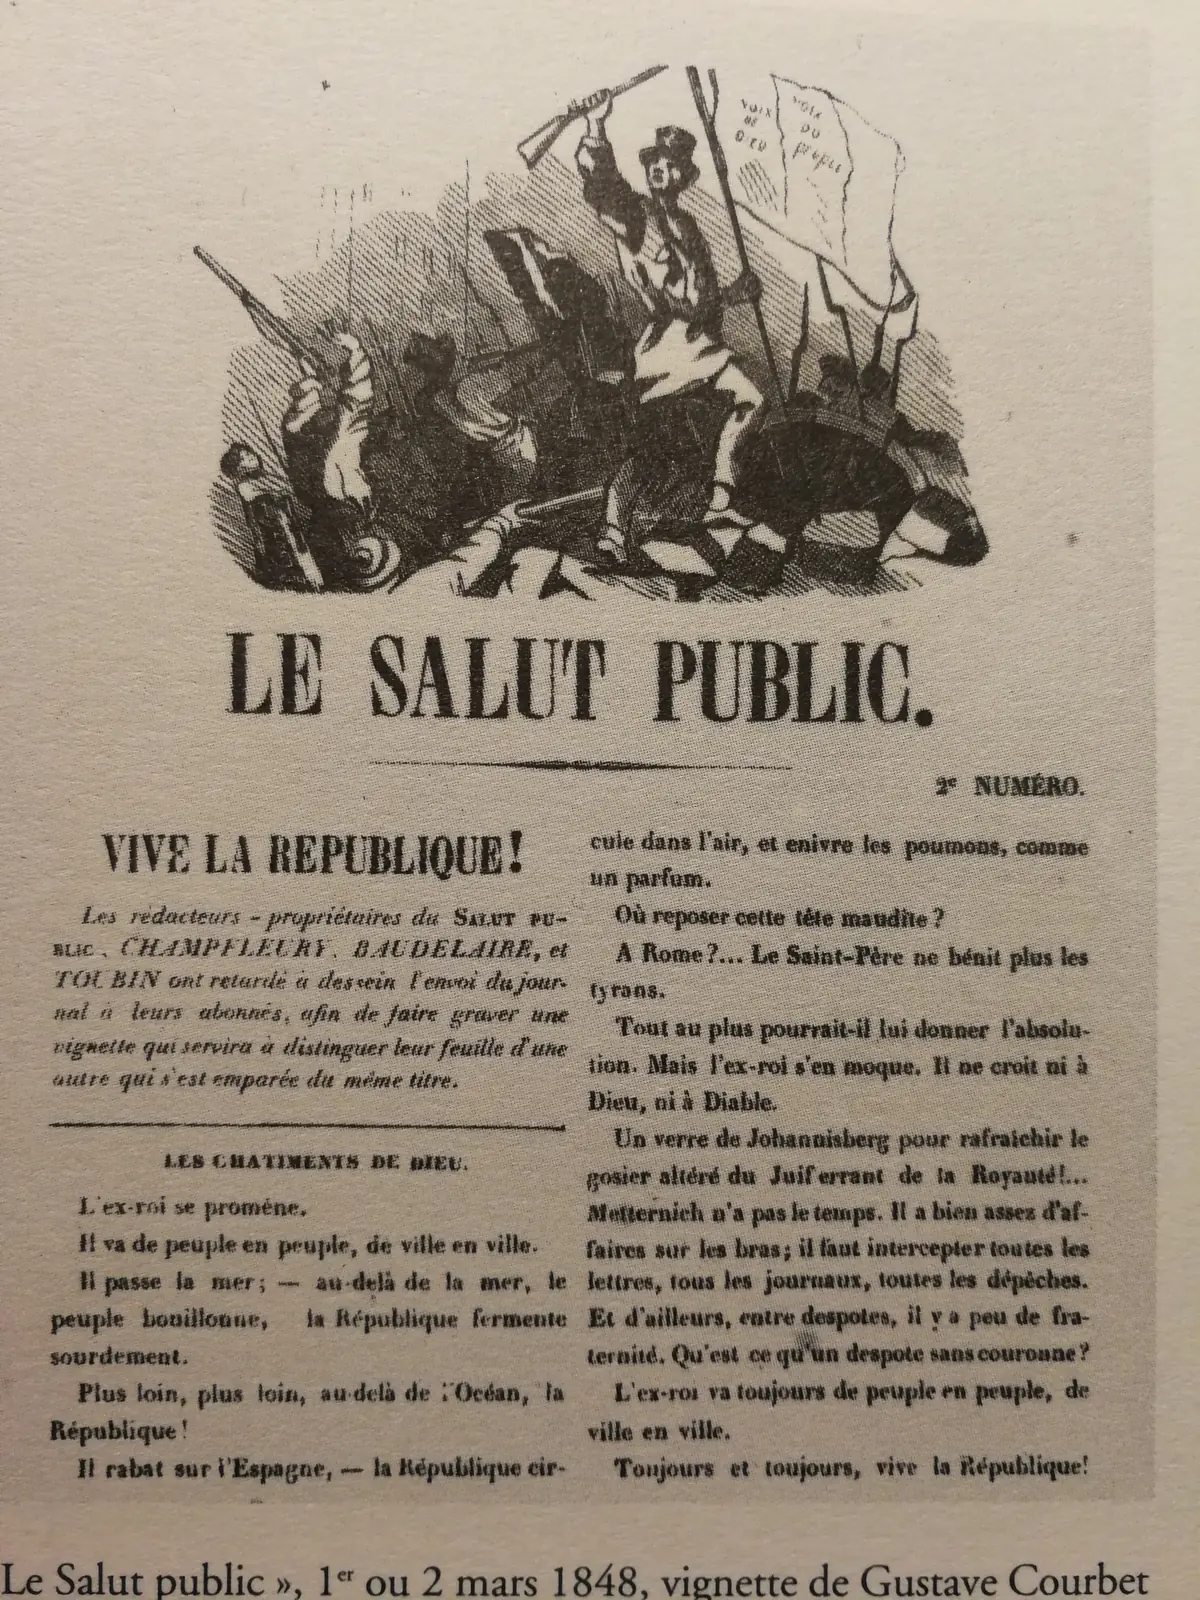 VOIX
DE
DIEU
VOIX
DU
peuple
LE SALUT PUBLIC.
2e NUMÉRO.
VIVE LA REPUBLIQUE!
Les rédacteurs - propriétaires du SALUT PU-
BLIC, CHAMPFLEURY, BAUDELAIRE, et
TOUBIN ont retardé à dessein l'envoi du jour-
nal à leurs abonnés, afin de faire graver une
vignette qui servira à distinguer leur feuille d'une
autre qui s'est emparée du même titre.
LES CHATIMENTS DE DIEU.
L'ex-roi se promène.
Il va de peuple en peuple, de ville en ville.
Il passe la mer; — au-delà de la mer, le
peuple bouillonne, la République fermente
sourdement.
Plus loin, plus loin, au-delà de l'Océan, la
République!
Il rabat sur l'Espagne, — la République cir-
cule dans l'air, et enivre les poumons, comme
un parfum.
Où reposer cette tête maudite?
A Rome?... Le Saint-Père ne bénit plus les
tyrans.
Tout au plus pourrait-il lui donner l'absolu-
tion. Mais l'ex-roi s'en moque. Il ne croit ni à
Dieu, ni à Diable.
Un verre de Johannisberg pour rafraichir le
gosier altéré du Juif errant de la Royauté!...
Metternich n'a pas le temps. Il a bien assez d'af-
faires sur les bras; il faut intercepter toutes les
lettres, tous les journaux, toutes les dépêches.
Et d'ailleurs, entre despotes, il y a peu de fra-
ternité. Qu'est ce qu'un despote sans couronne?
L'ex-roi va toujours de peuple en peuple, de
ville en ville.
Toujours et toujours, vive la République!
Le Salut public », 1er ou 2 mars 1848, vignette de Gustave Courbet